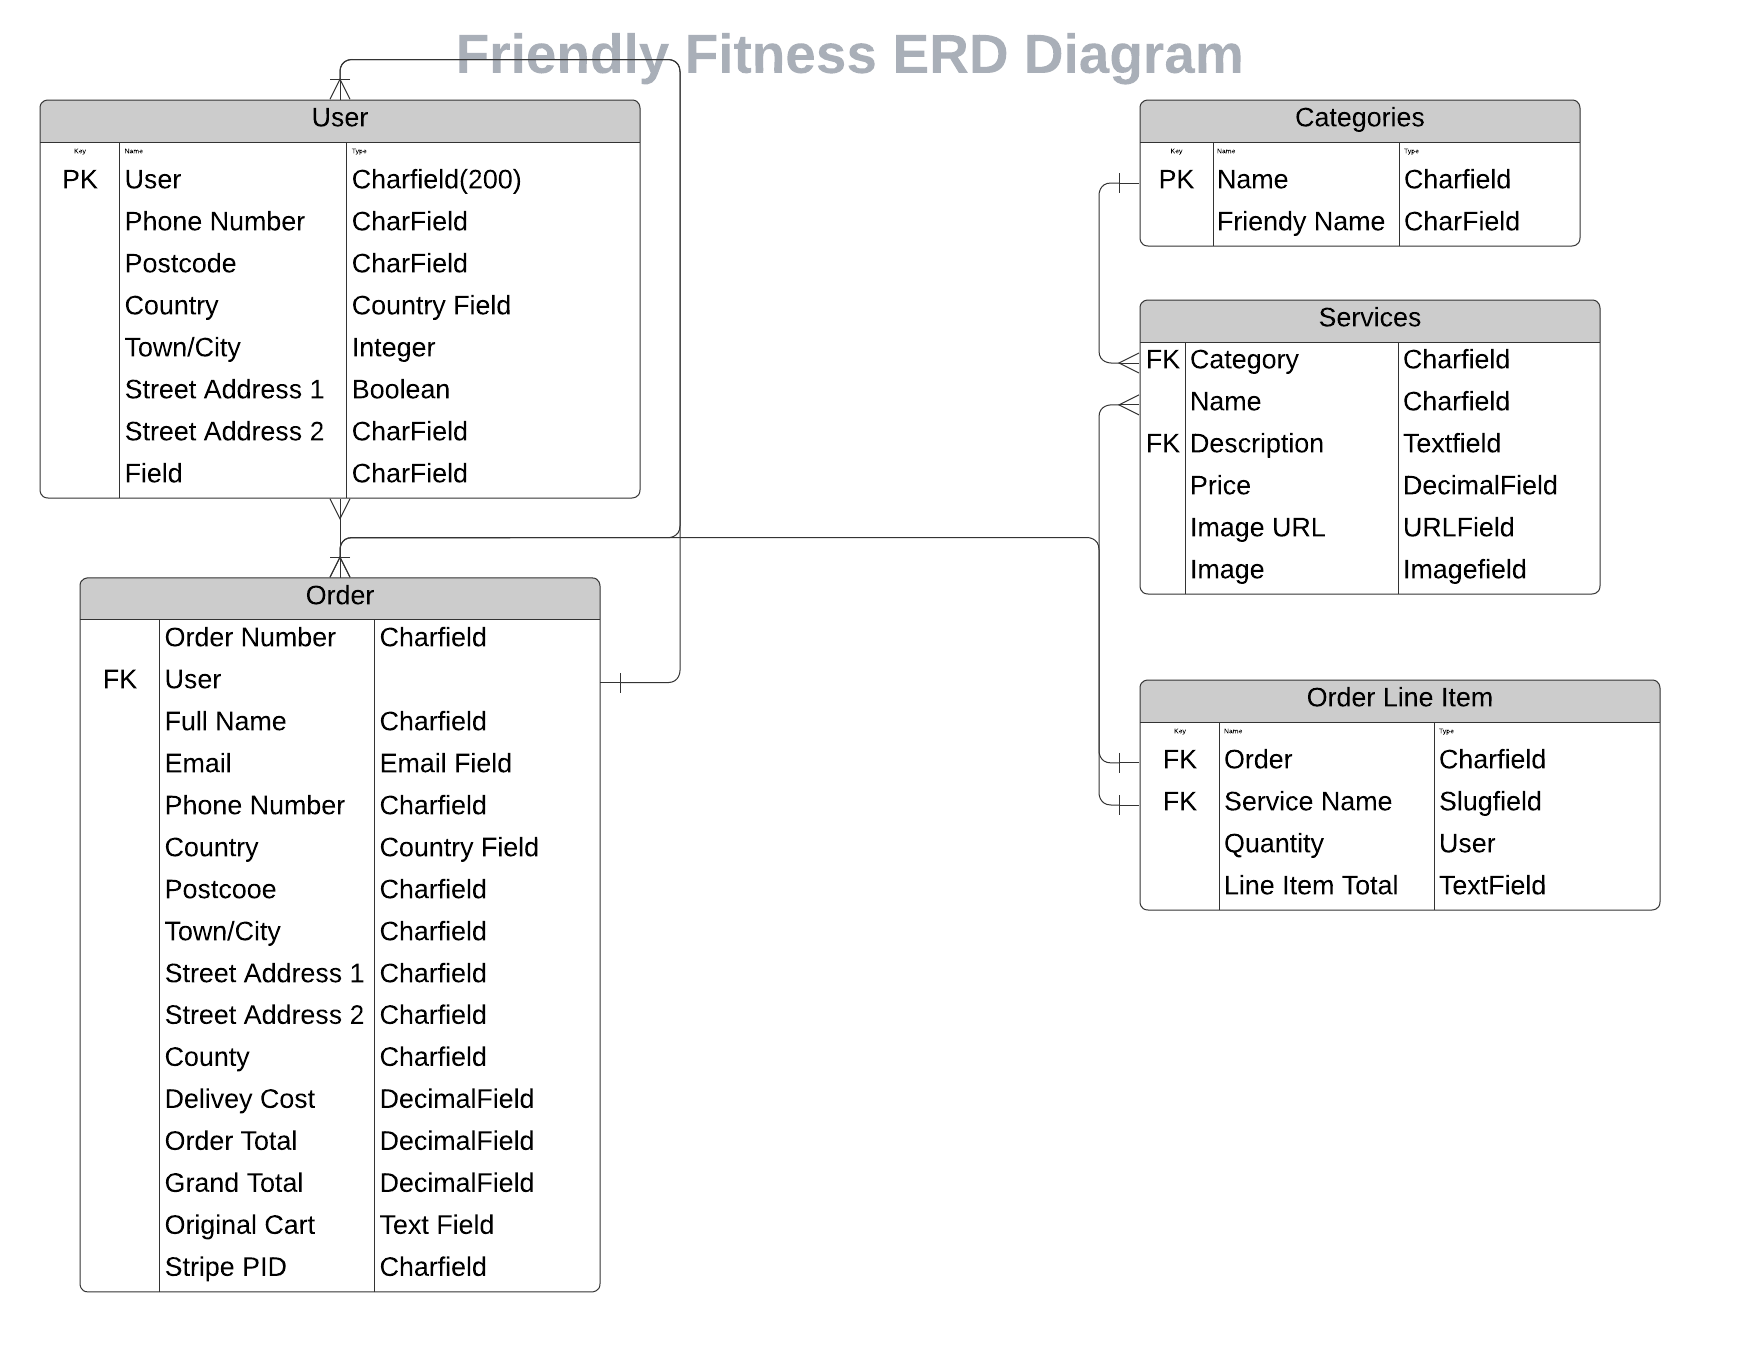 Friendly Fitness ERD Diagram
User
Key Name Type
PK User Charfield(200)
Phone Number CharField
Postcode CharField
Country Country Field
Town/City Integer
Street Address 1 Boolean
Street Address 2 CharField
Field CharField
Order
Order Number Charfield
FK User
Full Name Charfield
Email Email Field
Phone Number Charfield
Country Country Field
Postcooe Charfield
Town/City Charfield
Street Address 1 Charfield
Street Address 2 Charfield
County Charfield
Delivey Cost DecimalField
Order Total DecimalField
Grand Total DecimalField
Original Cart Text Field
Stripe PID Charfield
Categories
Key Name Type
PK Name Charfield
Friendy Name CharField
Services
FK Category Charfield
Name Charfield
FK Description Textfield
Price DecimalField
Image URL URLField
Image Imagefield
Order Line Item
Key Name Type
FK Order Charfield
FK Service Name Slugfield
Quantity User
Line Item Total TextField